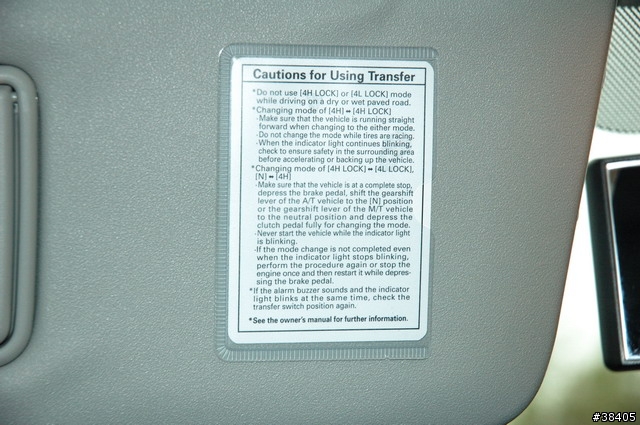 Cautions for Using Transfer
*Do not use [4H LOCK] or [4L LOCK] mode
while driving on a dry or wet paved road.
*Changing mode of [4H] ↔ [4H LOCK]
-Make sure that the vehicle is running straight
forward when changing to the either mode.
-Do not change the mode while tires are racing.
-When the indicator light continues blinking,
check to ensure safety in the surrounding area
before accelerating or backing up the vehicle.
*Changing mode of [4H LOCK] ↔ [4L LOCK],
[N] ↔ [4H]
-Make sure that the vehicle is at a complete stop,
depress the brake pedal, shift the gearshift
lever of the A/T vehicle to the [N] position
or the gearshift lever of the M/T vehicle
to the neutral position and depress the
clutch pedal fully for changing the mode.
-Never start the vehicle while the indicator light
is blinking.
-If the mode change is not completed even
when the indicator light stops blinking,
perform the procedure again or stop the
engine once and then restart it while depres-
sing the brake pedal.
*If the alarm buzzer sounds and the indicator
light blinks at the same time, check the
transfer switch position again.
*See the owner's manual for further information.
#38405